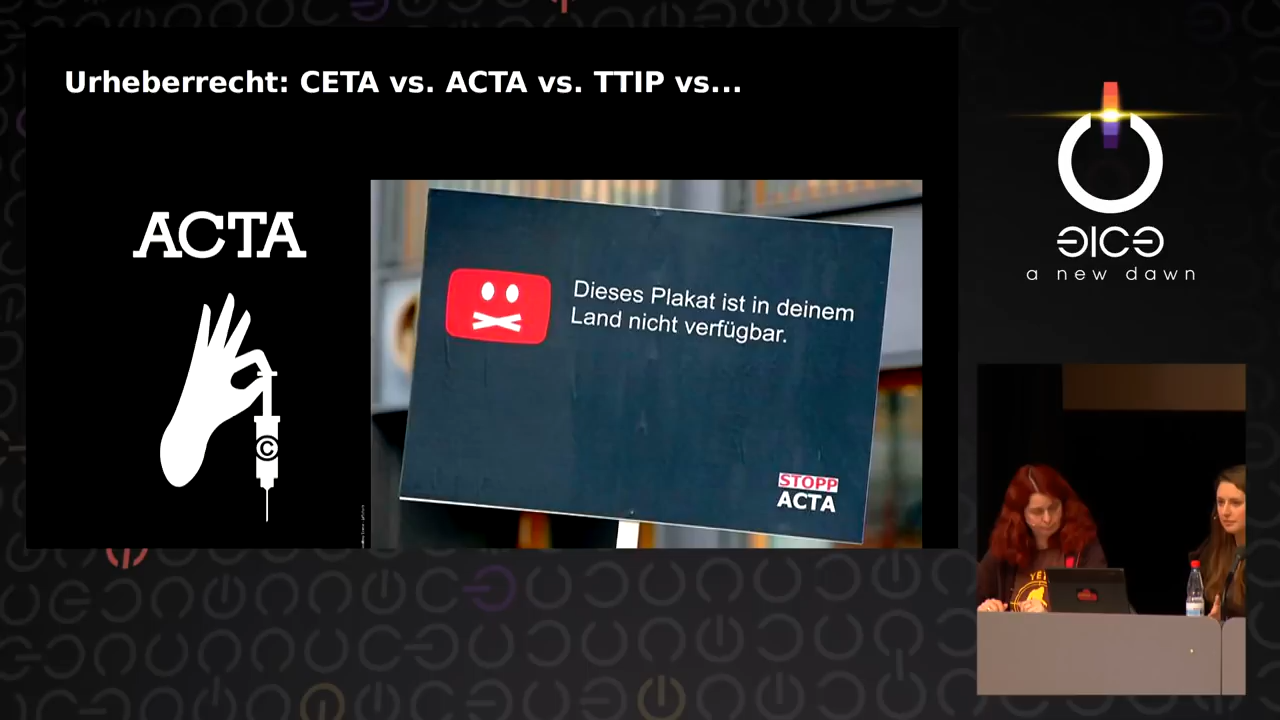 Urheberrecht: CETA vs. ACTA vs. TTIP vs...
ACTA
©
Dieses Plakat ist in deinem
Land nicht verfügbar.
STOPP
ACTA
a new dawn